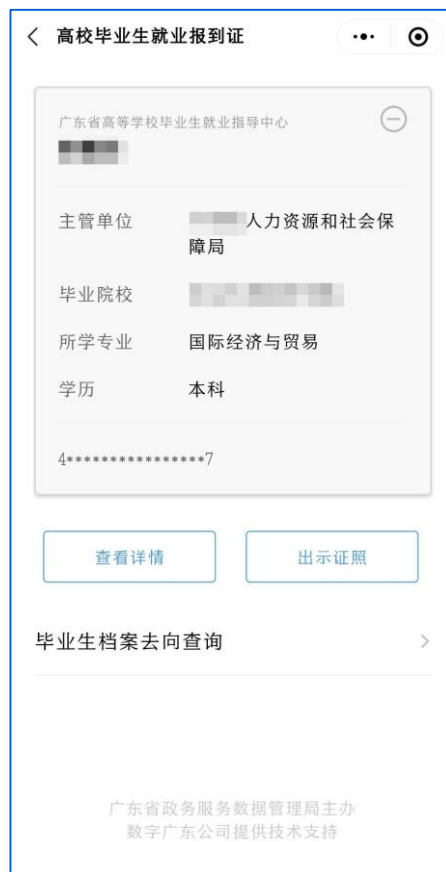 高校毕业生就业报到证
广东省高等学校毕业生就业指导中心
主管单位
人力资源和社会保
障局
毕业院校
所学专业 国际经济与贸易
学历 本科
4****************7
查看详情 出示证照
毕业生档案去向查询
广东省政务服务数据管理局主办
数字广东公司提供技术支持